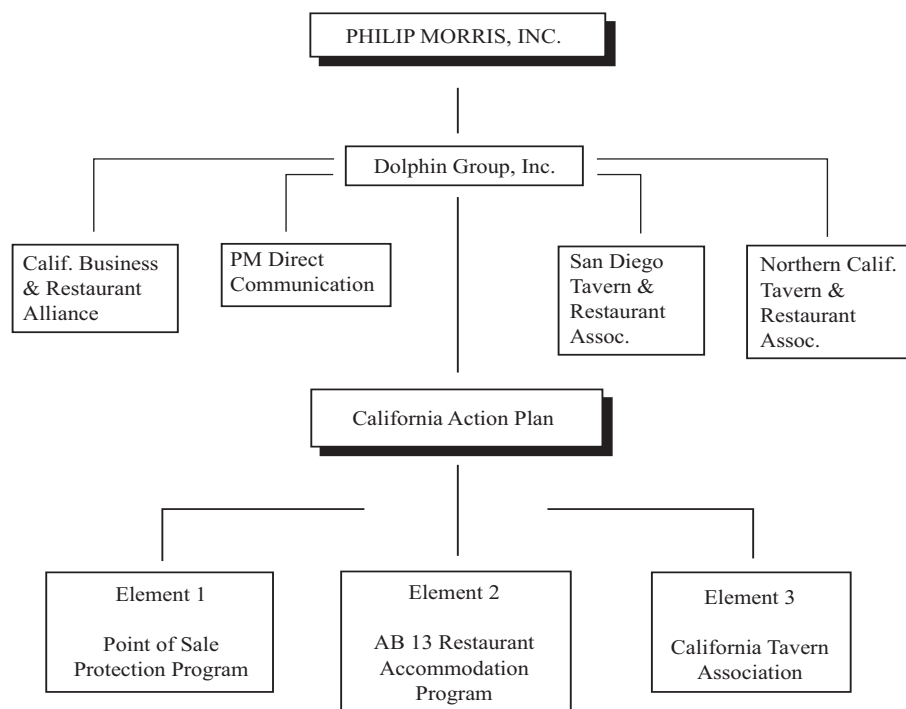 PHILIP MORRIS, INC.
Dolphin Group, Inc.
Calif. Business
& Restaurant
Alliance
PM Direct
Communication
San Diego
Tavern &
Restaurant
Assoc.
Northern Calif.
Tavern &
Restaurant
Assoc.
California Action Plan
Element 1
Point of Sale
Protection Program
Element 2
AB 13 Restaurant
Accommodation
Program
Element 3
California Tavern
Association